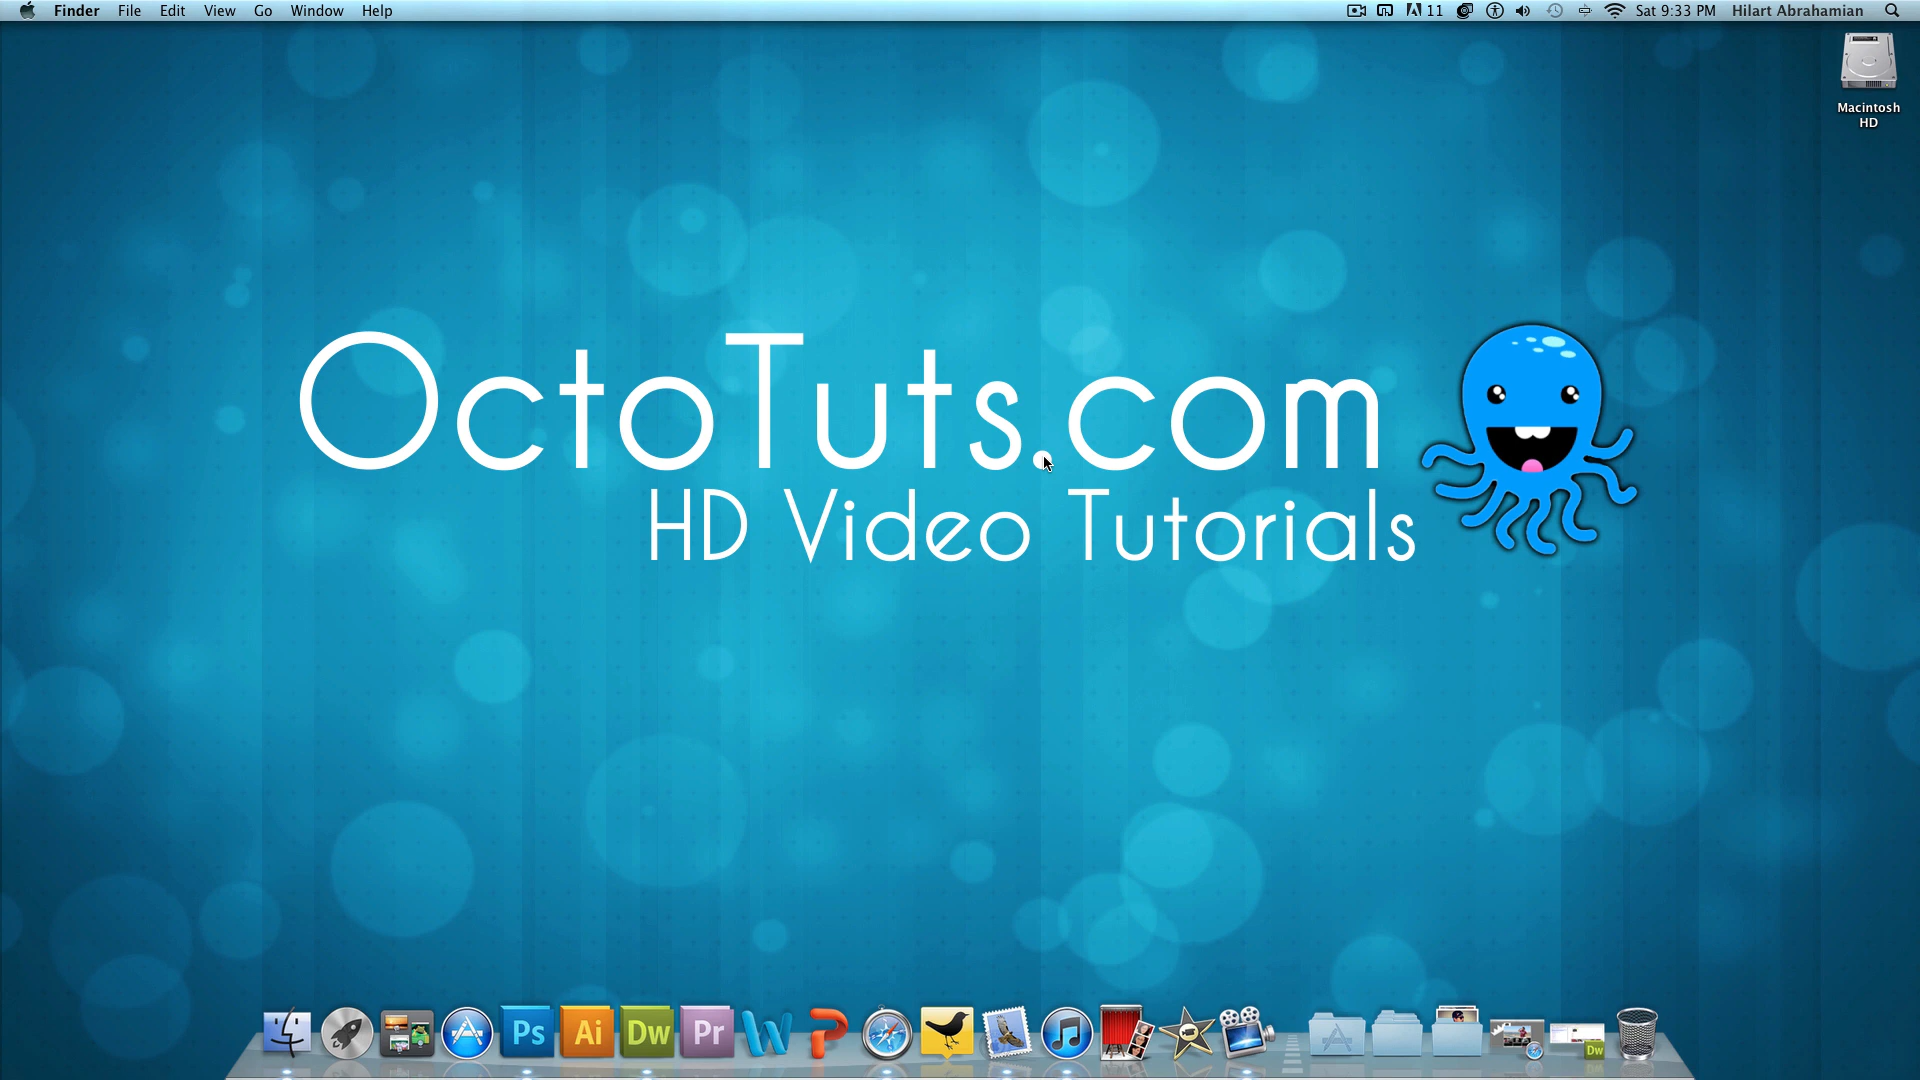 Finder File Edit View Go Window Help 11 Sat 9:33 PM Hilart Abrahamian
Macintosh
HD
OctoTuts.com
HD Video Tutorials
Ps Ai Dw Pr W P Dw